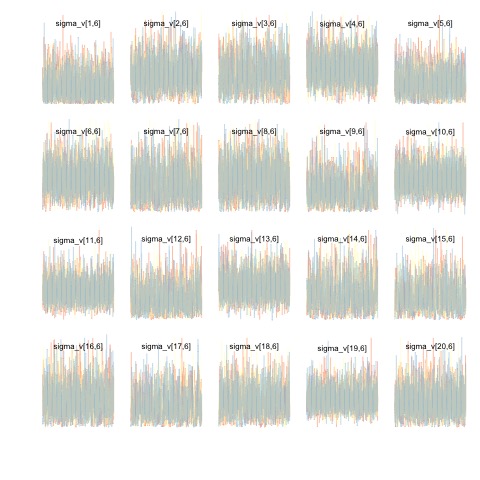 sigma_v[1,6] sigma_v[2,6] sigma_v[3,6] sigma_v[4,6] sigma_v[5,6]
sigma_v[6,6] sigma_v[7,6] sigma_v[8,6] sigma_v[9,6] sigma_v[10,6]
sigma_v[11,6] sigma_v[12,6] sigma_v[13,6] sigma_v[14,6] sigma_v[15,6]
sigma_v[16,6] sigma_v[17,6] sigma_v[18,6] sigma_v[19,6] sigma_v[20,6]